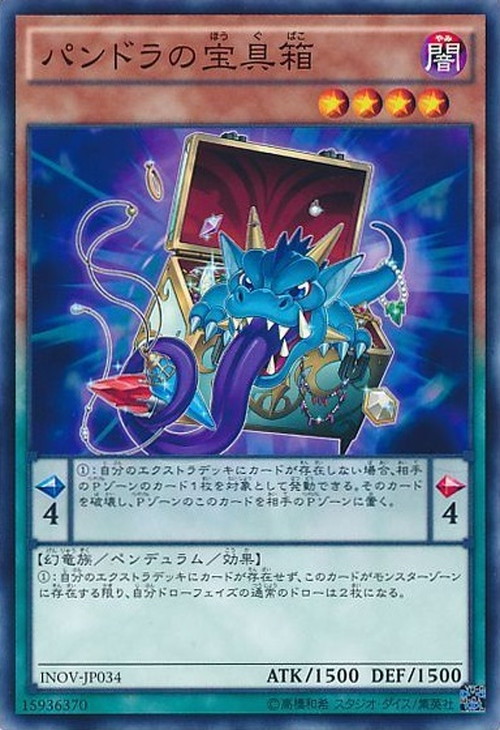 パンドラの宝具箱
闇
①：自分のエクストラデッキにカードが存在しない場合、相手
のPゾーンのカード1枚を対象として発動できる。そのカード
を破壊し、Pゾーンのこのカードを相手のPゾーンに置く。
4
4
【幻竜族／ペンデュラム／効果】
①：自分のエクストラデッキにカードが存在せず、このカードがモンスターゾーン
に存在する限り、自分ドローフェイズの通常のドローは2枚になる。
INOV-JP034
ATK/1500 DEF/1500
15936370
©高橋和希 スタジオ・ダイス/集英社